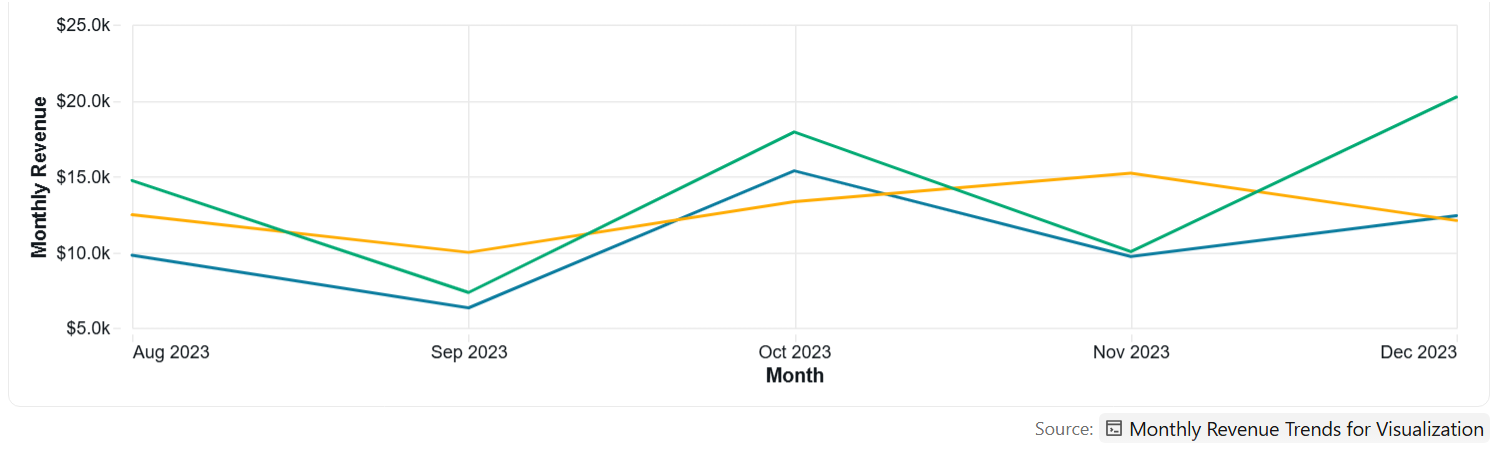 $25.0k
$20.0k
$15.0k
$10.0k
$5.0k
Monthly Revenue
Aug 2023 Sep 2023 Oct 2023 Nov 2023 Dec 2023
Month
Source: Monthly Revenue Trends for Visualization